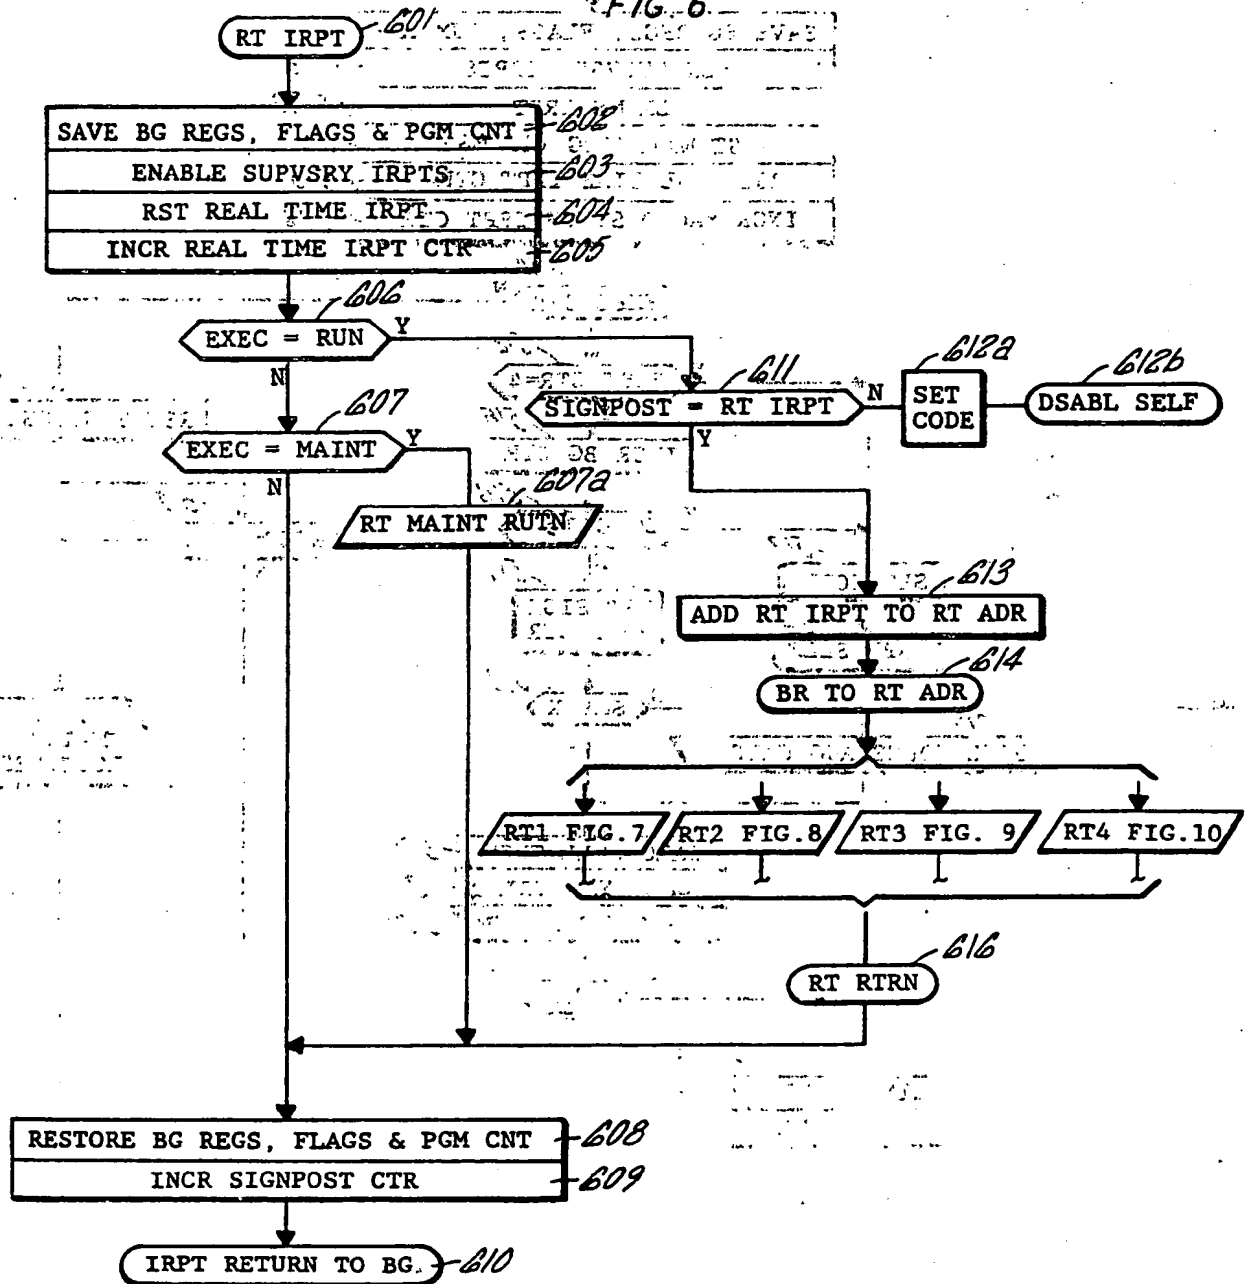 FIG. 6
RT IRPT 601
SAVE BG REGS, FLAGS & PGM CNT 602
ENABLE SUPVSRY IRPTS 603
RST REAL TIME IRPT 604
INCR REAL TIME IRPT CTR 605
606
EXEC = RUN Y
N
607
EXEC = MAINT Y
N
607a
RT MAINT RUTN
611
SIGNPOST = RT IRPT N
Y
612a
SET
CODE
612b
DSABL SELF
613
ADD RT IRPT TO RT ADR
614
BR TO RT ADR
RT1 FIG.7 RT2 FIG.8 RT3 FIG. 9 RT4 FIG.10
616
RT RTRN
RESTORE BG REGS, FLAGS & PGM CNT 608
INCR SIGNPOST CTR 609
IRPT RETURN TO BG. 610